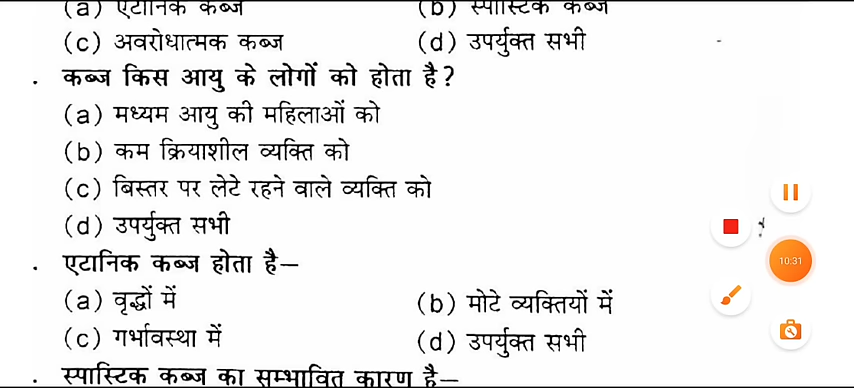 (a) एटानिक कब्ज (b) स्पास्टिक कब्ज
(c) अवरोधात्मक कब्ज (d) उपर्युक्त सभी
. कब्ज किस आयु के लोगों को होता है?
(a) मध्यम आयु की महिलाओं को
(b) कम क्रियाशील व्यक्ति को
(c) बिस्तर पर लेटे रहने वाले व्यक्ति को
(d) उपर्युक्त सभी
. एटानिक कब्ज होता है—
(a) वृद्धों में (b) मोटे व्यक्तियों में
(c) गर्भावस्था में (d) उपर्युक्त सभी
. स्पास्टिक कब्ज का सम्भावित कारण है—
10:31